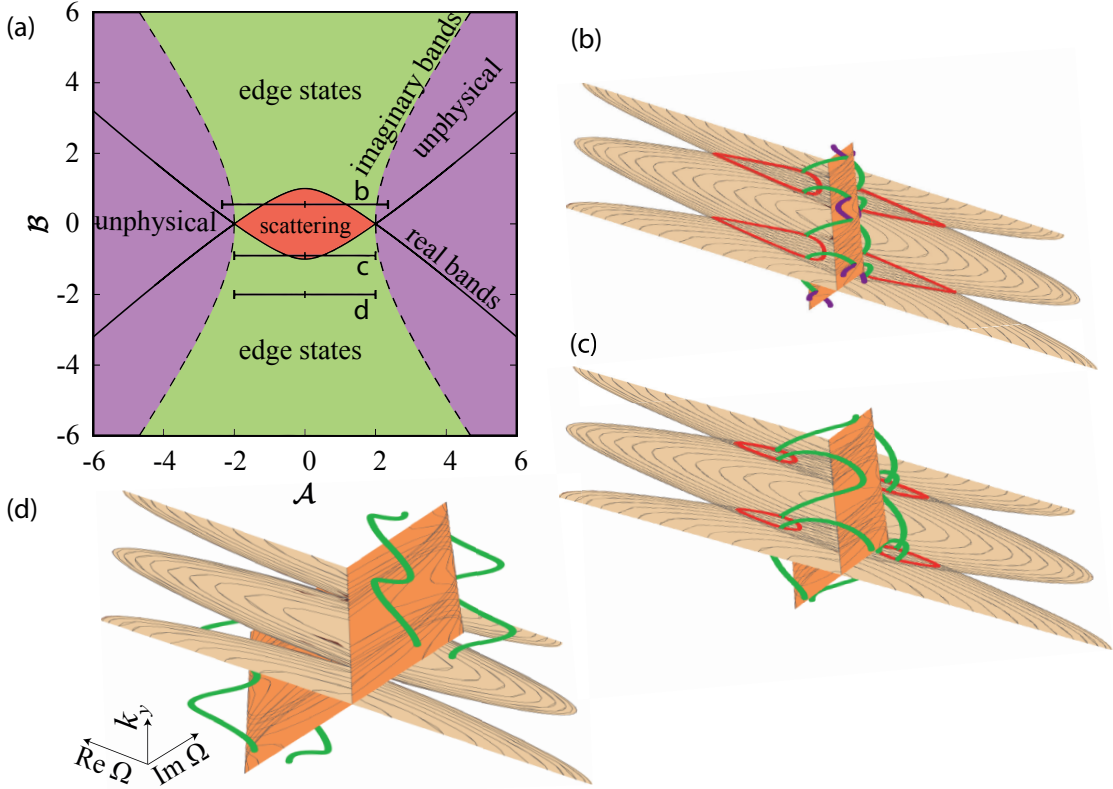 (a)
6
4
2
0
-2
-4
-6
ℬ
edge states
imaginary bands
unphysical
b
unphysical
scattering
c
real bands
d
edge states
-6
-4
-2
0
2
4
6
𝒜
(b)
(c)
(d)
k_y
Re Ω
Im Ω